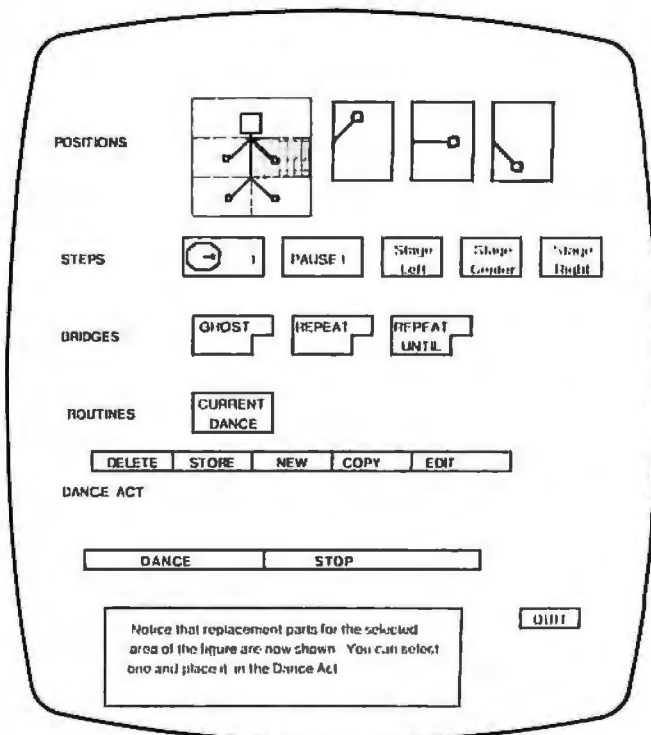 POSITIONS
STEPS
1
PAUSE 1
Stage Left
Stage Center
Stage Right
BRIDGES
GHOST
REPEAT
REPEAT UNTIL
ROUTINES
CURRENT DANCE
DELETE STORE NEW COPY EDIT
DANCE ACT
DANCE STOP
QUIT
Notice that replacement parts for the selected
area of the figure are now shown. You can select
one and place it in the Dance Act